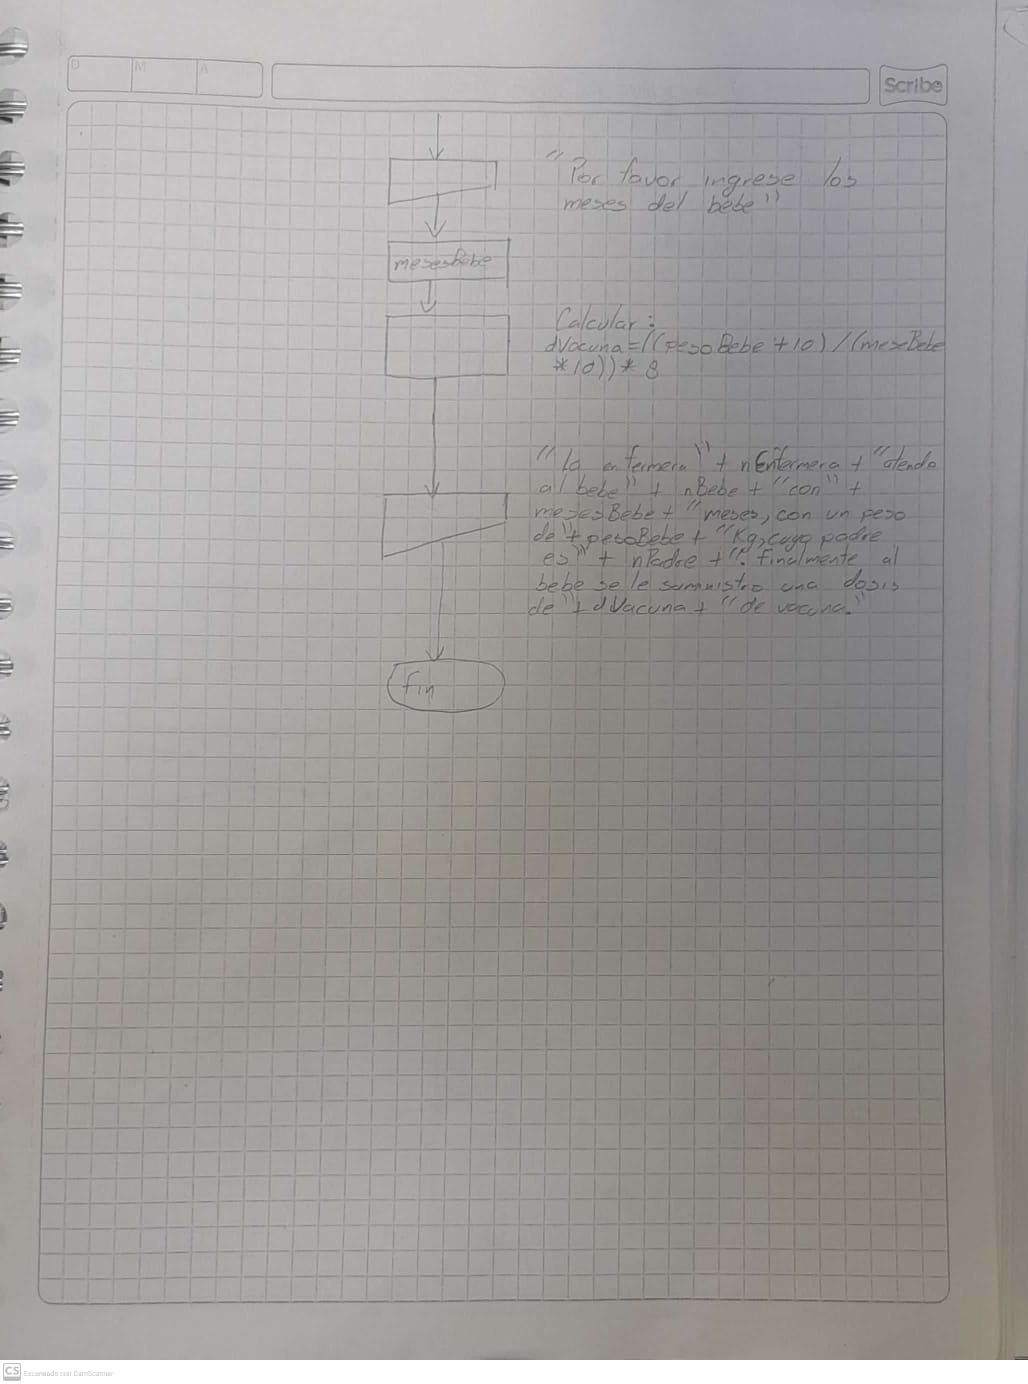 D M A
Scribe
"Por favor ingrese los
meses del bebe"
mesesBebe
Calcular:
dVacuna=((pesoBebe+10)/(meseBebe
*10))*8
"la enfermera"+nEnfermera+"atendo
al bebe"+nBebe+"con"+
mesesBebe+"meses, con un peso
de"+pesoBebe+"Kg, cuyo padre
es"+nPadre+". finalmente al
bebe se le suministro una dosis
de"+dVacuna+"de vacuna."
fin
CS Escaneado con CamScanner